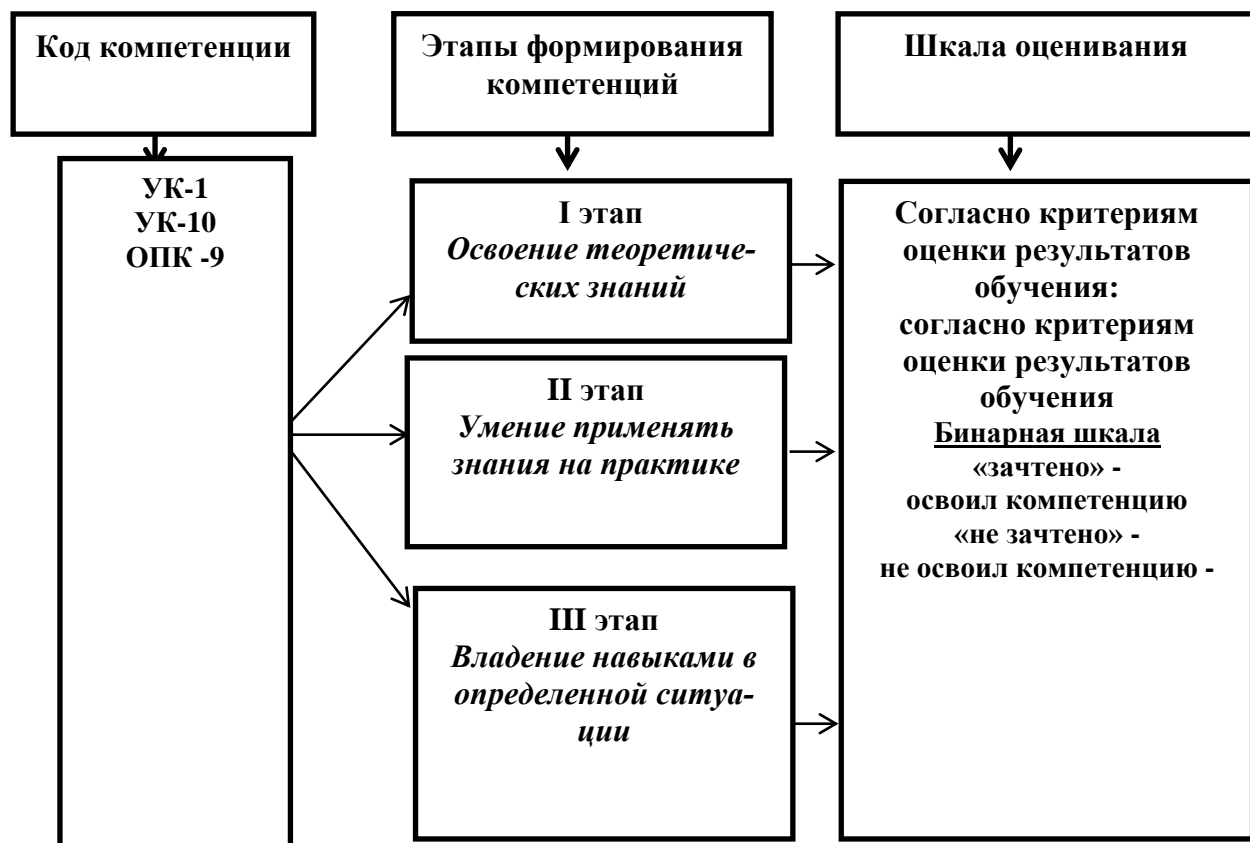 Код компетенции
Этапы формирования
компетенций
Шкала оценивания
УК-1
УК-10
ОПК -9
I этап
Освоение теоретиче-
ских знаний
II этап
Умение применять
знания на практике
III этап
Владение навыками в
определенной ситуа-
ции
Согласно критериям
оценки результатов
обучения:
согласно критериям
оценки результатов
обучения
Бинарная шкала
«зачтено» -
освоил компетенцию
«не зачтено» -
не освоил компетенцию -